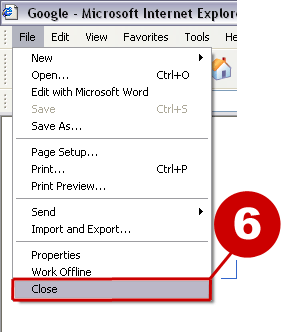 Google - Microsoft Internet Explor
File Edit View Favorites Tools He
New
Open... Ctrl+O
Edit with Microsoft Word
Save Ctrl+S
Save As...
Page Setup...
Print... Ctrl+P
Print Preview...
Send
Import and Export...
Properties
Work Offline
Close
6